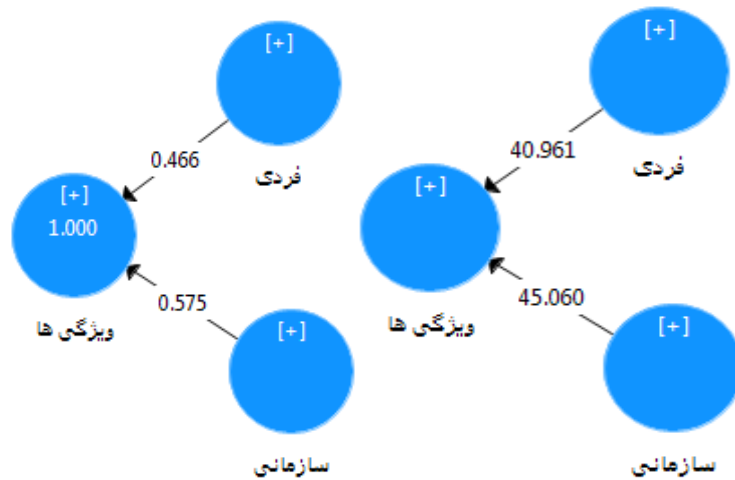 [+]
0.466
فردی
[+]
1.000
0.575
ویژگی ها
[+]
سازمانی
[+]
40.961
فردی
[+]
45.060
ویژگی ها
[+]
سازمانی